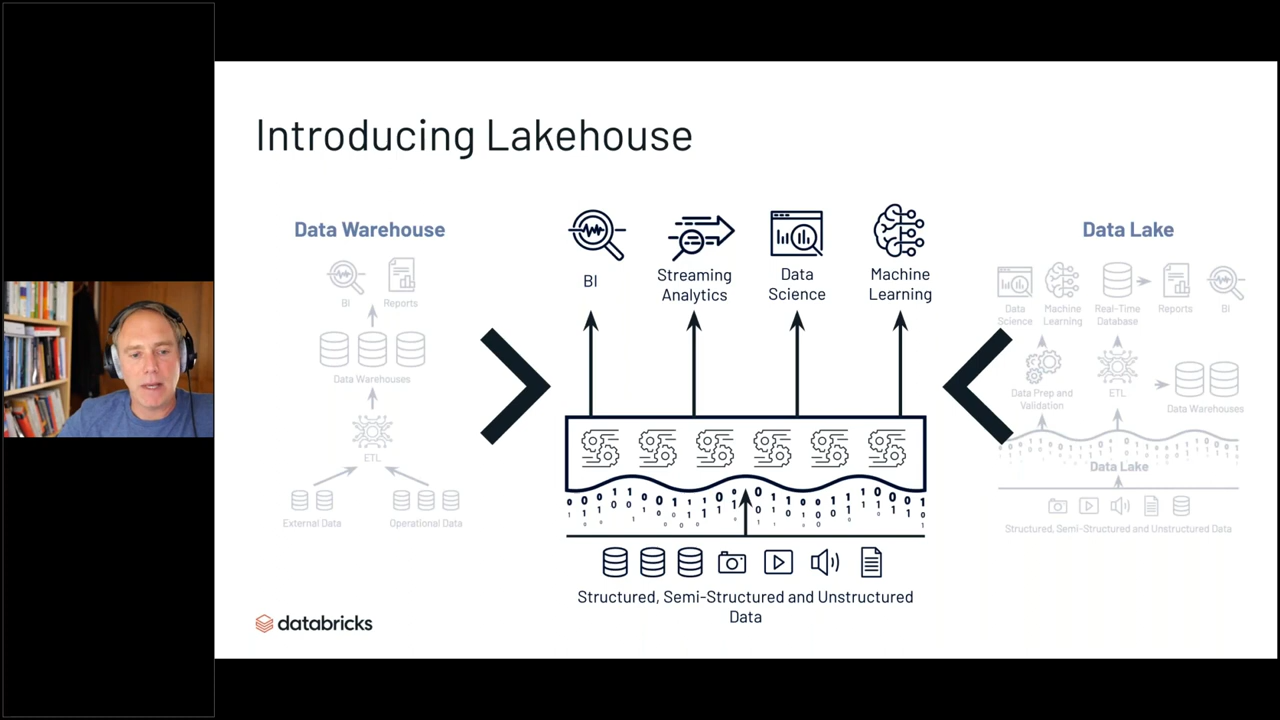 Introducing Lakehouse
Data Warehouse
BI
Reports
Data Warehouses
ETL
External Data
Operational Data
BI
Streaming
Analytics
Data
Science
Machine
Learning
Structured, Semi-Structured and Unstructured
Data
Data Lake
Data
Science
Machine
Learning
Real-Time
Database
Reports
BI
Data Prep and
Validation
ETL
Data Warehouses
Data Lake
Structured, Semi-Structured and Unstructured Data
databricks